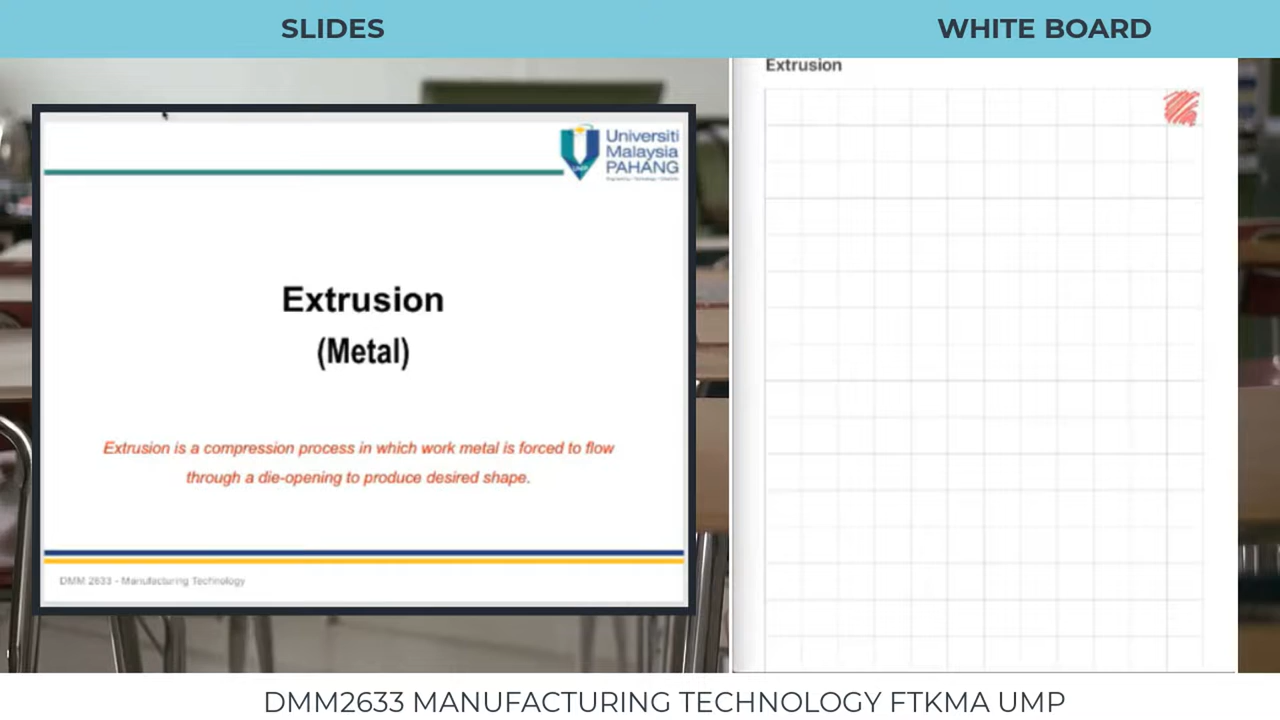 SLIDES
WHITE BOARD
Universiti
Malaysia
PAHANG
Extrusion
(Metal)
Extrusion is a compression process in which work metal is forced to flow
through a die-opening to produce desired shape.
DMM 2633 - Manufacturing Technology
Extrusion
DMM2633 MANUFACTURING TECHNOLOGY FTKMA UMP